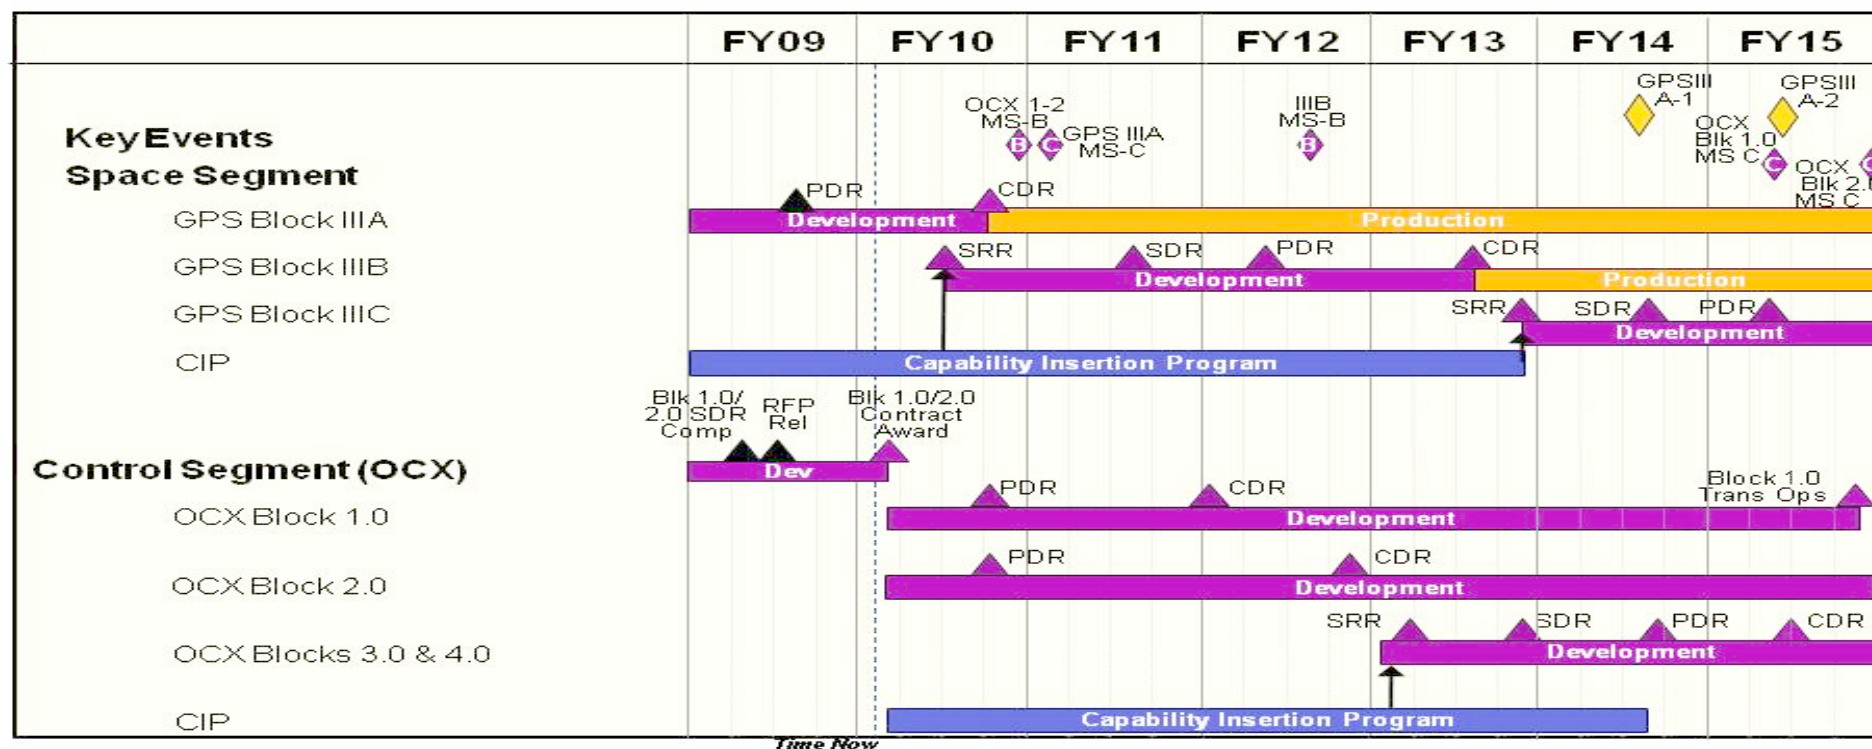 FY09 FY10 FY11 FY12 FY13 FY14 FY15
GPSIII
A-1
GPSIII
A-2
OCX 1-2
MS-B
IIIB
MS-B
Key Events
B
C
GPS IIIA
MS-C
B
OCX
Blk 1.0
MS C
C
OCX
Blk 2.0
MS C
C
Space Segment
PDR
CDR
GPS Block IIIA
Development
Production
SRR
SDR
PDR
CDR
GPS Block IIIB
Development
Production
SRR
SDR
PDR
GPS Block IIIC
Development
CIP
Capability Insertion Program
Blk 1.0/
2.0 SDR
Comp
RFP
Rel
Blk 1.0/2.0
Contract
Award
Control Segment (OCX)
Dev
PDR
CDR
Block 1.0
Trans Ops
OCX Block 1.0
Development
PDR
CDR
OCX Block 2.0
Development
SRR
SDR
PDR
CDR
OCX Blocks 3.0 & 4.0
Development
CIP
Capability Insertion Program
Time Now